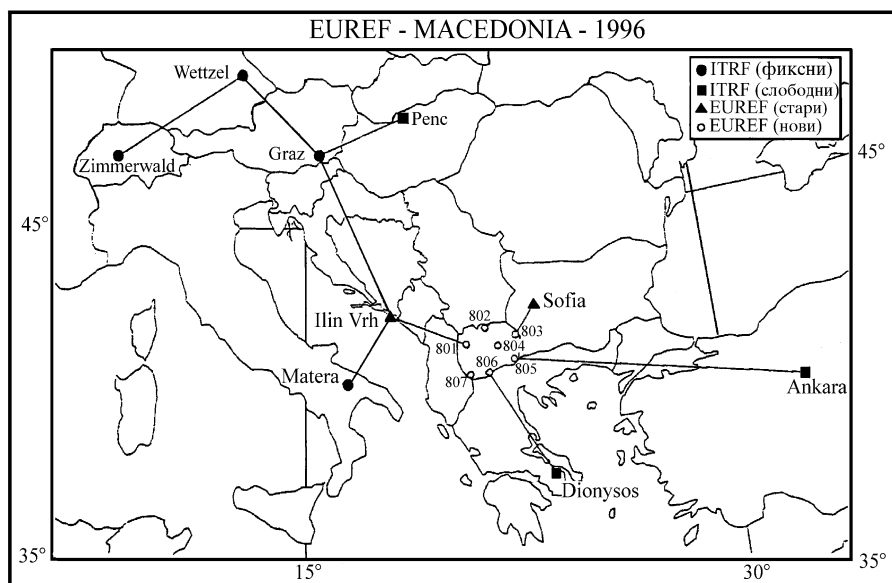 EUREF - MACEDONIA - 1996
ITRF (фиксни)
ITRF (слободни)
EUREF (стари)
EUREF (нови)
Wettzel
Penc
Graz
Zimmerwald
45°
45°
Sofia
Ilin Vrh
802
803
801
804
805
806
807
Matera
Ankara
Dionysos
35°
15°
30°
35°